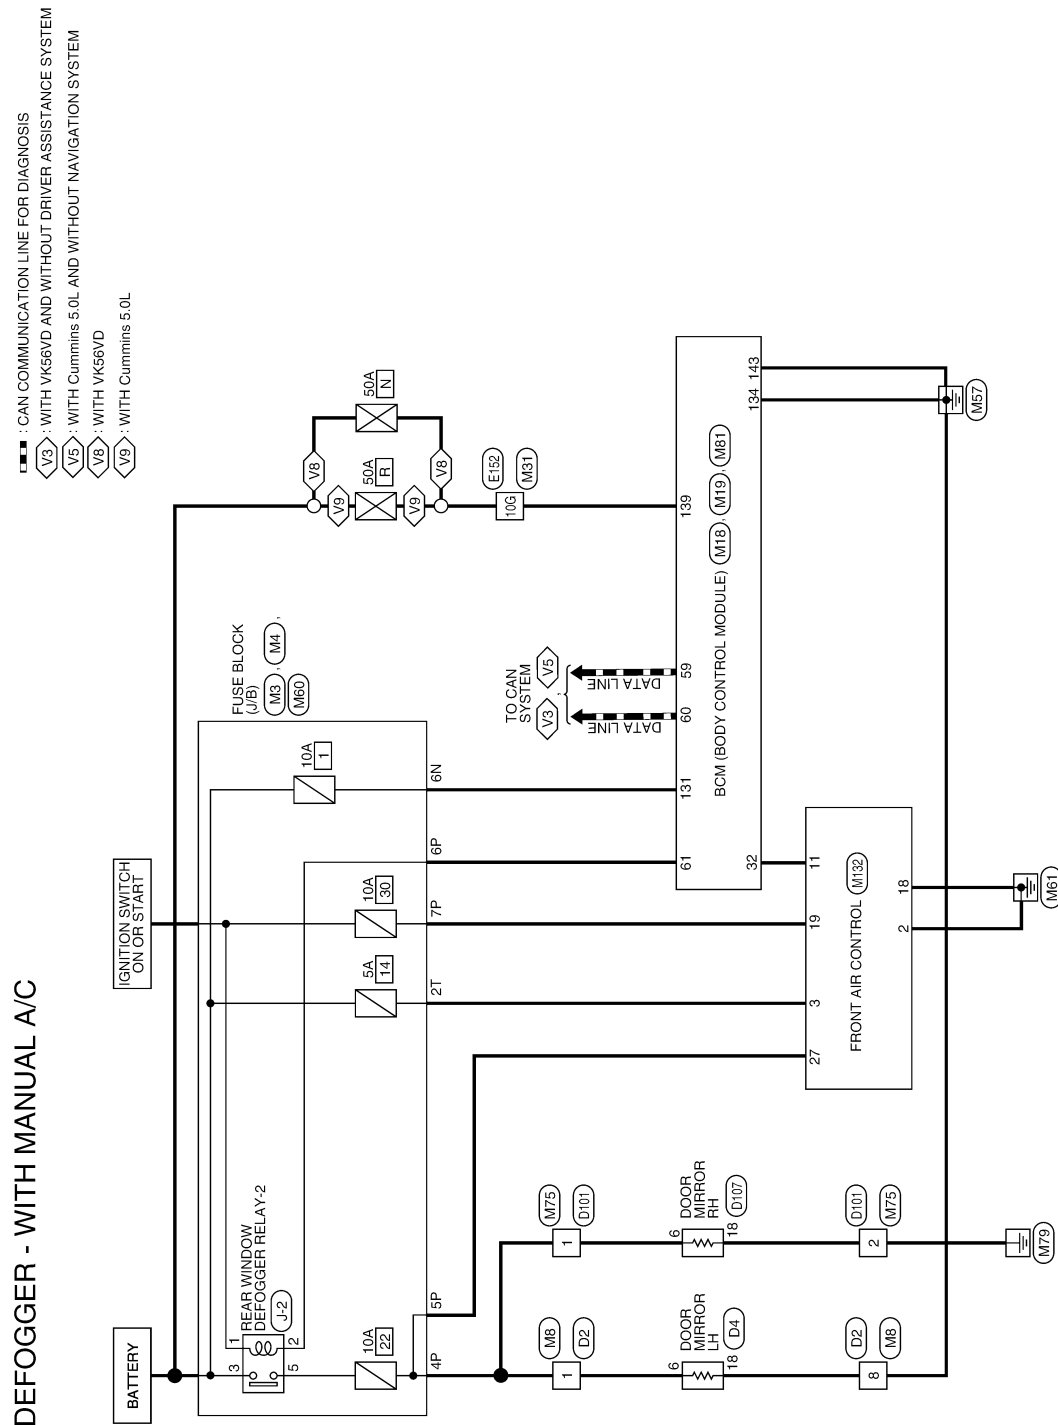 DEFOGGER - WITH MANUAL A/C
: CAN COMMUNICATION LINE FOR DIAGNOSIS
V3 : WITH VK56VD AND WITHOUT DRIVER ASSISTANCE SYSTEM
V5 : WITH Cummins 5.0L AND WITHOUT NAVIGATION SYSTEM
V8 : WITH VK56VD
V9 : WITH Cummins 5.0L
BATTERY
IGNITION SWITCH
ON OR START
FUSE BLOCK
(J/B)
M3 , M4 ,
M60
REAR WINDOW
DEFOGGER RELAY-2
J-2
3
1
5
2
10A
22
5A
14
10A
30
10A
1
4P
5P
2T
7P
6P
6N
50A
R
50A
N
V8
V9
V9
V8
10G
E152
M31
TO CAN
SYSTEM
V3 , V5
DATA LINE
DATA LINE
61
131
60
59
139
BCM (BODY CONTROL MODULE) M18 , M19 , M81
32
134
143
27
3
19
11
FRONT AIR CONTROL M132
2
18
M61
M57
1
M8
D2
1
M75
D101
6
DOOR
MIRROR
LH
D4
18
6
DOOR
MIRROR
RH
D107
18
8
D2
M8
2
D101
M75
M79